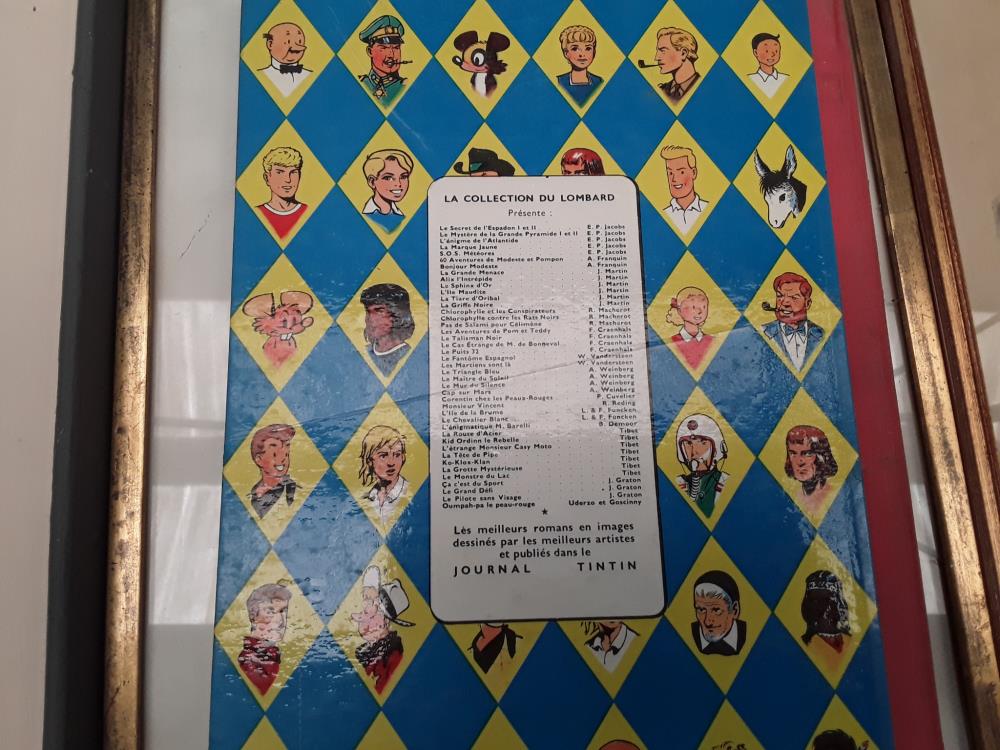 LA COLLECTION DU LOMBARD
Présente :
Le Secret de l'Espadon I et II E. P. Jacobs
Le Mystère de la Grande Pyramide I et II E. P. Jacobs
L'énigme de l'Atlantide E. P. Jacobs
La Marque Jaune E. P. Jacobs
S.O.S. Météores E. P. Jacobs
60 Aventures de Modeste et Pompon A. Franquin
Bonjour Modeste A. Franquin
La Grande Menace J. Martin
Alix l'Intrépide J. Martin
Le Sphinx d'Or J. Martin
L'Ile Maudite J. Martin
La Tiare d'Oribal J. Martin
La Griffe Noire J. Martin
Chlorophylle et les Conspirateurs R. Macherot
Chlorophylle contre les Rats Noirs R. Macherot
Pas de Salami pour Célimène R. Macherot
3 Aventures de Pom et Teddy F. Craenhals
Le Talisman Noir F. Craenhals
Le Cas Étrange de M. de Bonneval F. Craenhals
Le Puits 32 F. Craenhals
Le Fantôme Espagnol W. Vandersteen
Les Martiens sont là W. Vandersteen
Le Triangle Bleu A. Weinberg
Le Maître du Soleil A. Weinberg
Le Mur du Silence A. Weinberg
Cap sur Mars A. Weinberg
Corentin chez les Peaux-Rouges P. Cuvelier
Monsieur Vincent R. Reding
L'Ile de la Brume L. & F. Funcken
Le Chevalier Blanc L. & F. Funcken
L'énigmatique M. Barelli B. Demoor
La Route d'Acier Tibet
Kid Ordinn le Rebelle Tibet
L'étrange Monsieur Casy Moto Tibet
La Tête de Pipe Tibet
Ko-Klox-Klan Tibet
La Grotte Mystérieuse Tibet
Le Monstre du Lac Tibet
Ça c'est du Sport J. Graton
Le Grand Défi J. Graton
Le Pilote sans Visage J. Graton
Oumpah-pa le peau-rouge Uderzo et Goscinny
Les meilleurs romans en images
dessinés par les meilleurs artistes
et publiés dans le
JOURNAL TINTIN